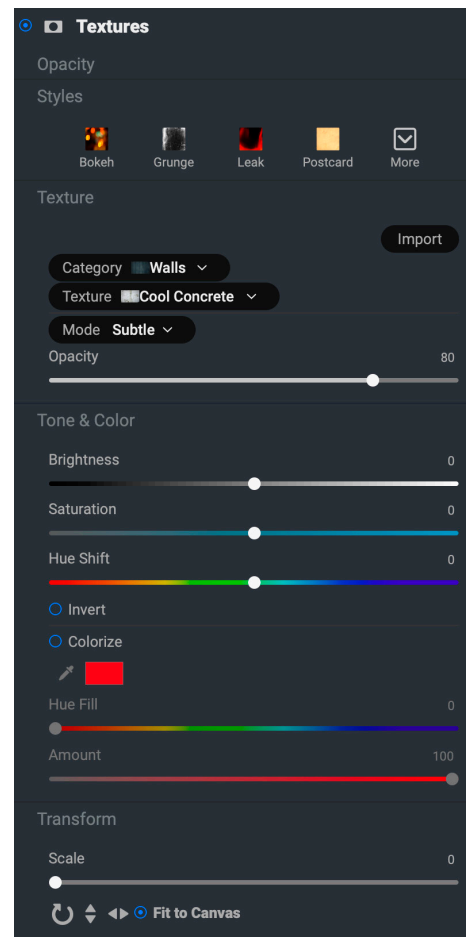 Textures
Opacity
Styles
Bokeh Grunge Leak Postcard More
Texture
Import
Category Walls
Texture Cool Concrete
Mode Subtle
Opacity 80
Tone & Color
Brightness 0
Saturation 0
Hue Shift 0
Invert
Colorize
Hue Fill 0
Amount 100
Transform
Scale 0
Fit to Canvas